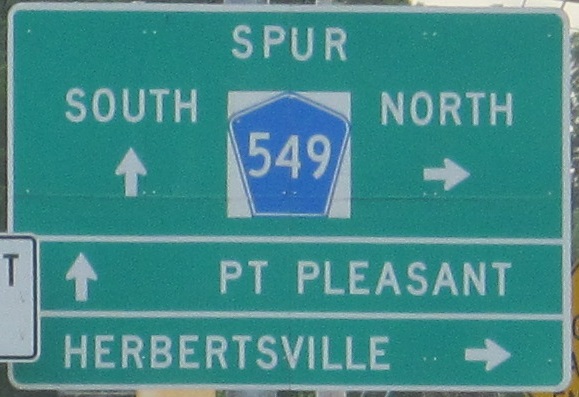 SPUR
SOUTH 549 NORTH
PT PLEASANT
HERBERTSVILLE
T